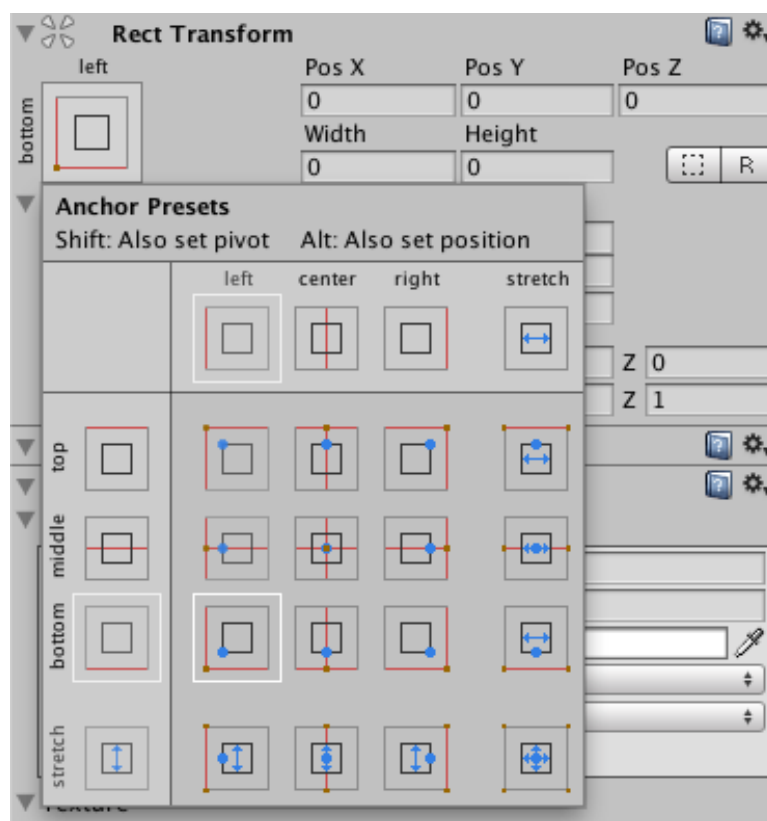 Rect Transform
left
Pos X Pos Y Pos Z
0 0 0
bottom
Width Height
0 0
R
Anchor Presets
Shift: Also set pivot Alt: Also set position
left center right stretch
Z 0
Z 1
top
middle
bottom
stretch
Texture